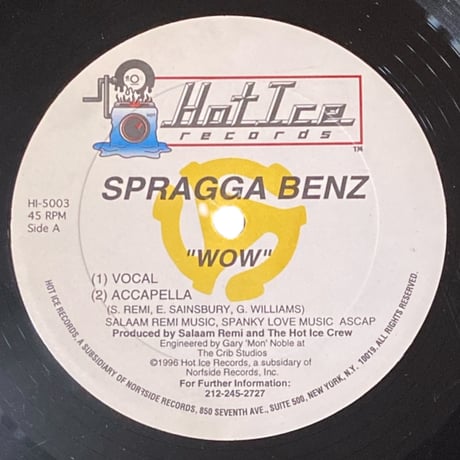 HOT
Hot Ice
records
TM
SPRAGGA BENZ
HI-5003
45 RPM
Side A
"WOW"
(1) VOCAL
(2) ACCAPELLA
(S. REMI, E. SAINSBURY, G. WILLIAMS)
SALAAM REMI MUSIC, SPANKY LOVE MUSIC ASCAP
Produced by Salaam Remi and The Hot Ice Crew
Engineered by Gary 'Mon' Noble at
The Crib Studios
©1996 Hot Ice Records, a subsidary of
Norfside Records, Inc.
For Further Information:
212-245-2727
HOT ICE RECORDS, A SUBSIDIARY OF NORFSIDE RECORDS, 850 SEVENTH AVE., SUITE 500, NEW YORK, N.Y. 10019. ALL RIGHTS RESERVED.